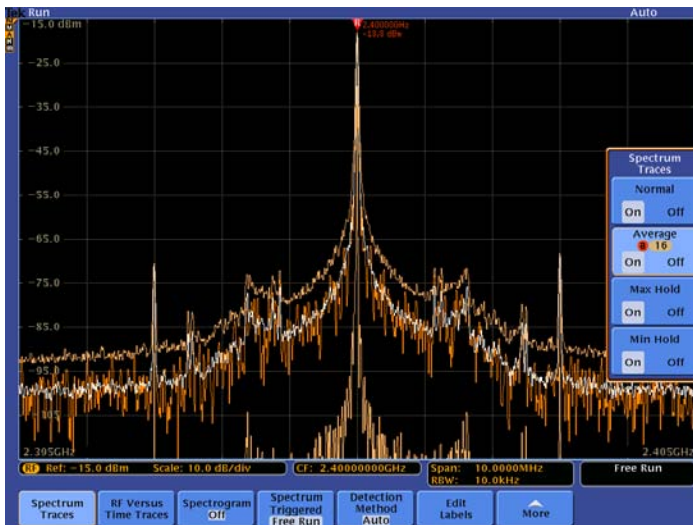 Tek Run Auto
-15.0 dBm
R 2.40000GHz
-25.0
-35.0
-45.0
-55.0
-65.0
-75.0
-85.0
-95.0
2.395GHz 2.405GHz
Spectrum
Traces
Normal
On Off
Average
a 16
On Off
Max Hold
On Off
Min Hold
On Off
RF Ref: -15.0 dBm Scale: 10.0 dB/div
CF: 2.40000000GHz
Span: 10.0000MHz
RBW: 10.0kHz
Free Run
Spectrum
Traces
RF Versus
Time Traces
Spectrogram
Off
Spectrum
Triggered
Free Run
Detection
Method
Auto
Edit
Labels
More